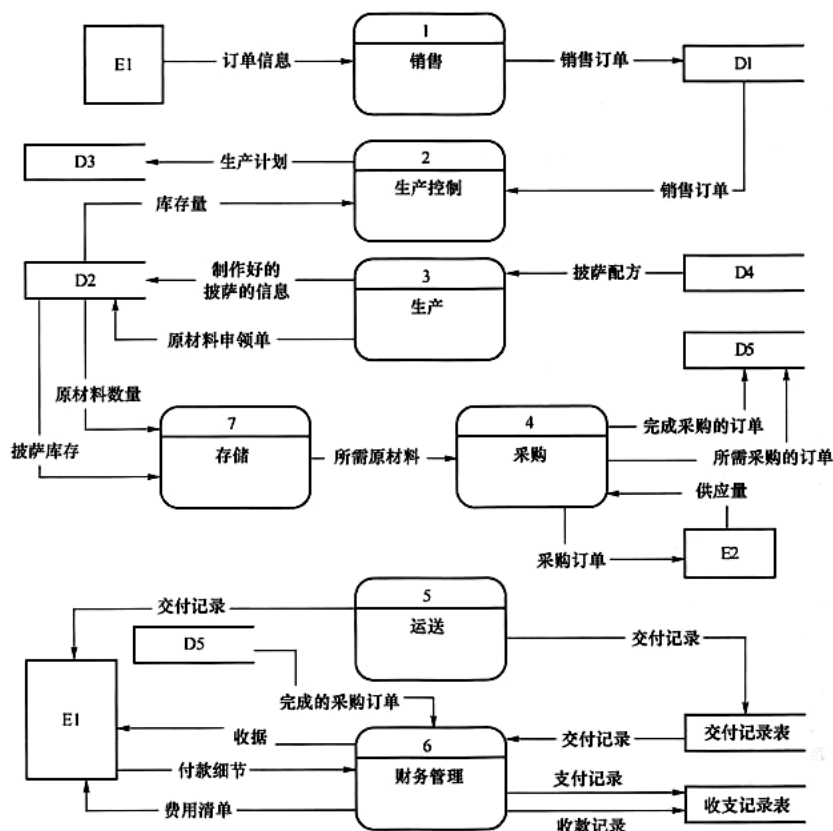 1
E1
订单信息
销售
销售订单
D1
D3
生产计划
2
生产控制
销售订单
库存量
D2
制作好的
披萨的信息
3
生产
披萨配方
D4
原材料申领单
D5
原材料数量
披萨库存
7
存储
所需原材料
4
采购
完成采购的订单
所需采购的订单
供应量
采购订单
E2
交付记录
5
运送
D5
交付记录
E1
完成的采购订单
收据
6
财务管理
交付记录
交付记录表
付款细节
支付记录
费用清单
收款记录
收支记录表